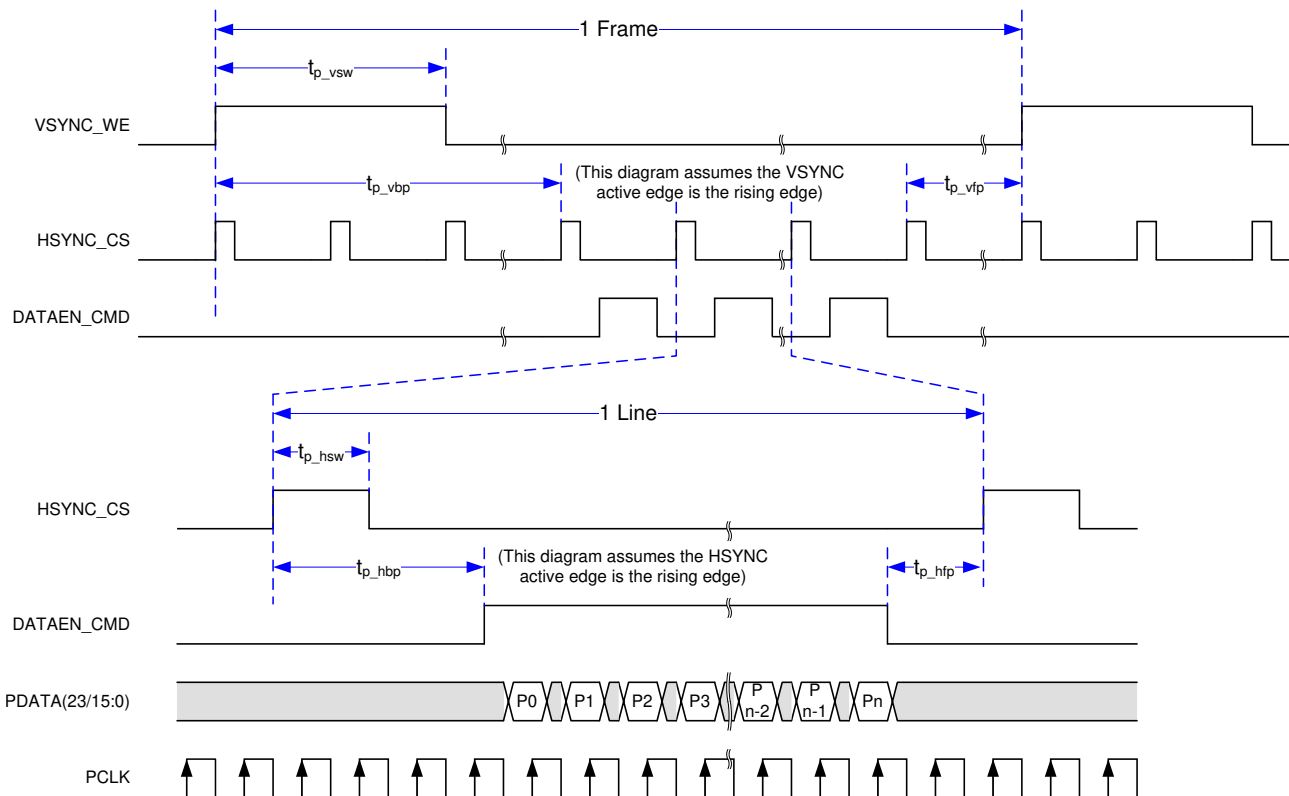 1 Frame
tp_vsw
VSYNC_WE
tp_vbp
(This diagram assumes the VSYNC
active edge is the rising edge)
tp_vfp
HSYNC_CS
DATAEN_CMD
1 Line
tp_hsw
HSYNC_CS
tp_hbp
(This diagram assumes the HSYNC
active edge is the rising edge)
tp_hfp
DATAEN_CMD
PDATA(23/15:0)
P0
P1
P2
P3
P
n-2
P
n-1
Pn
PCLK